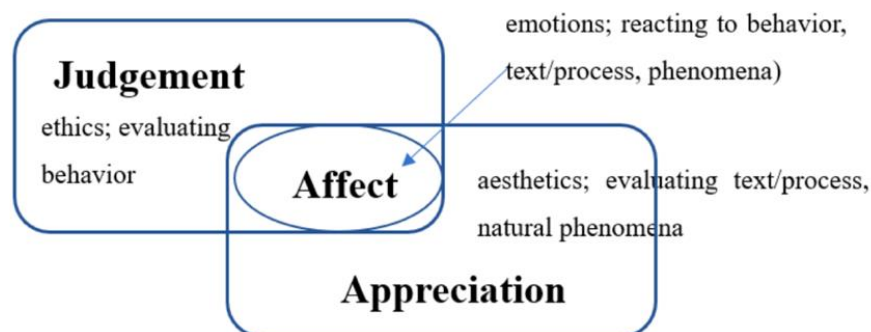 emotions; reacting to behavior,
text/process, phenomena)
Judgement
ethics; evaluating
behavior
Affect
aesthetics; evaluating text/process,
natural phenomena
Appreciation